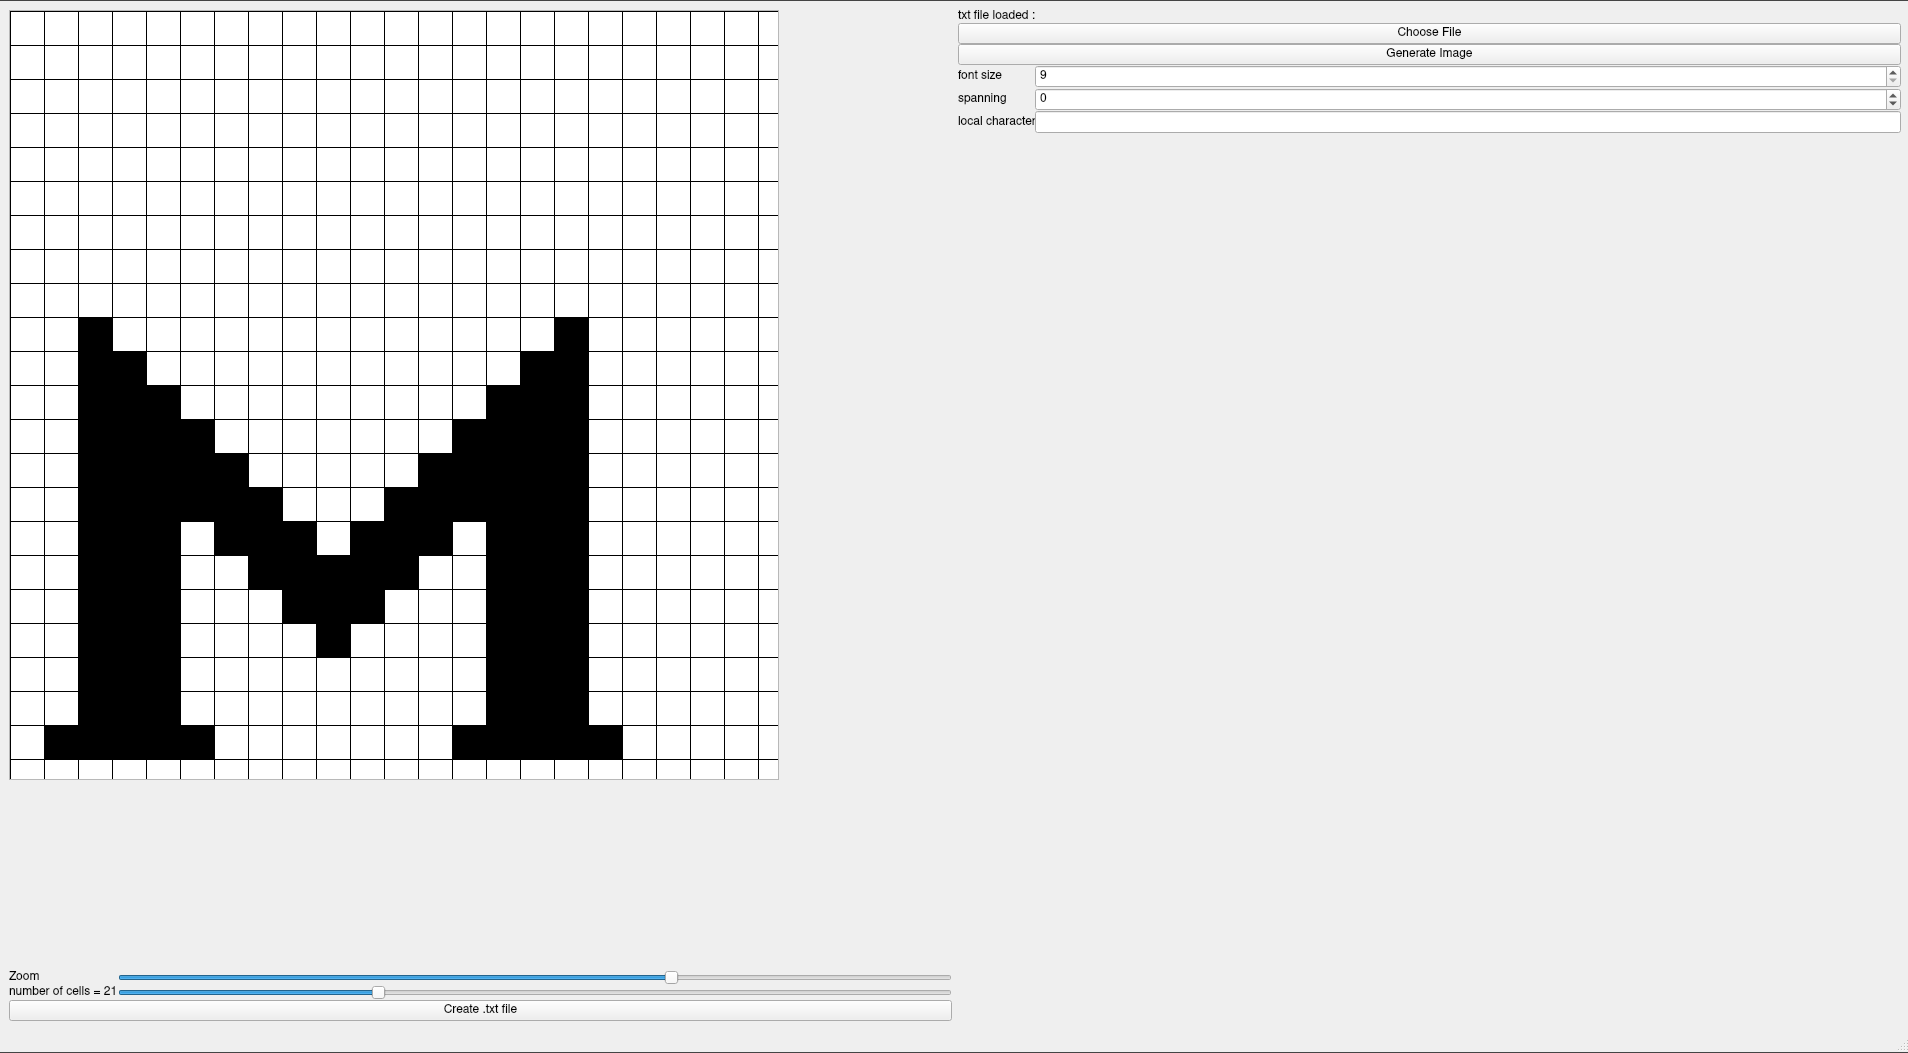 M
txt file loaded :
Choose File
Generate Image
font size 9
spanning 0
local character
Zoom
number of cells = 21
Create .txt file